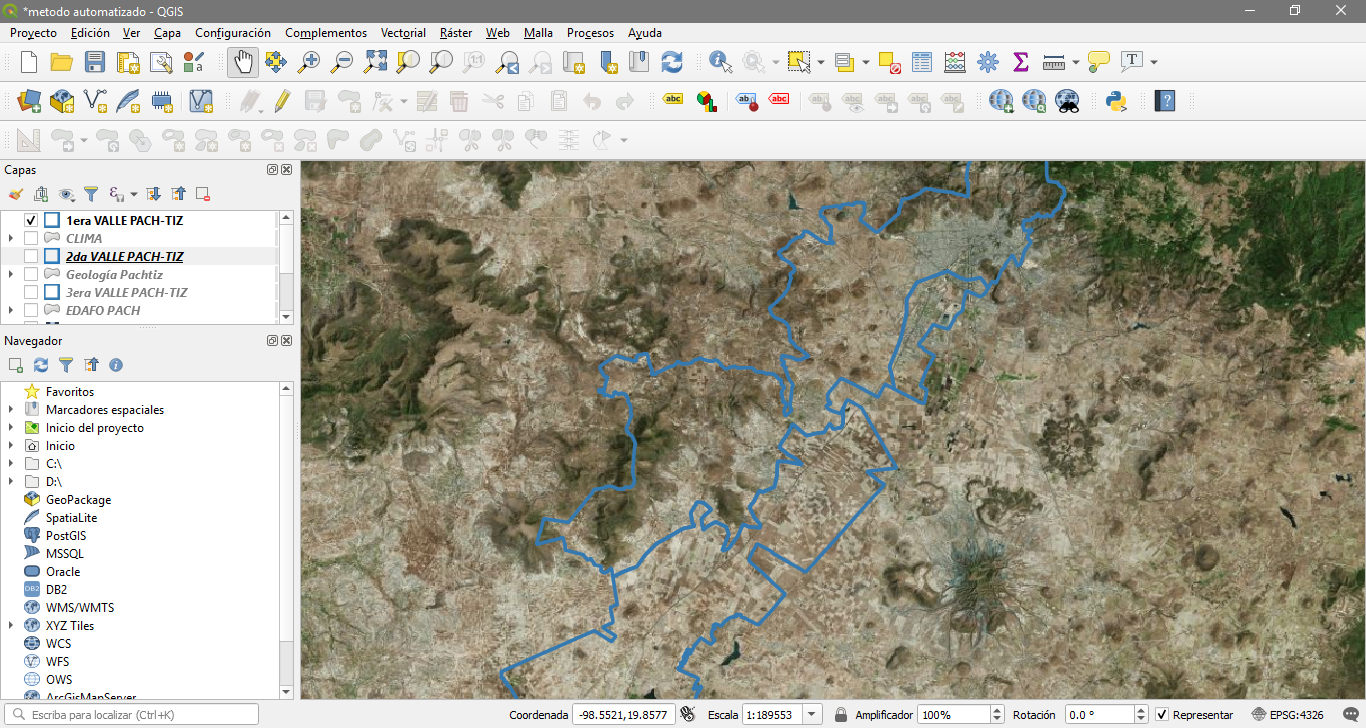 *metodo automatizado - QGIS
Proyecto Edición Ver Capa Configuración Complementos Vectorial Ráster Web Malla Procesos Ayuda
abc abc abc
Capas
1era VALLE PACH-TIZ
CLIMA
2da VALLE PACH-TIZ
Geología Pachtiz
3era VALLE PACH-TIZ
EDAFO PACH
Navegador
Favoritos
Marcadores espaciales
Inicio del proyecto
Inicio
C:\
D:\
GeoPackage
SpatiaLite
PostGIS
MSSQL
Oracle
DB2
WMS/WMTS
XYZ Tiles
WCS
WFS
OWS
ArcGisMapServer
Escriba para localizar (Ctrl+K) Coordenada -98.5521,19.8577 Escala 1:189553 Amplificador 100% Rotación 0.0 ° Representar EPSG:4326